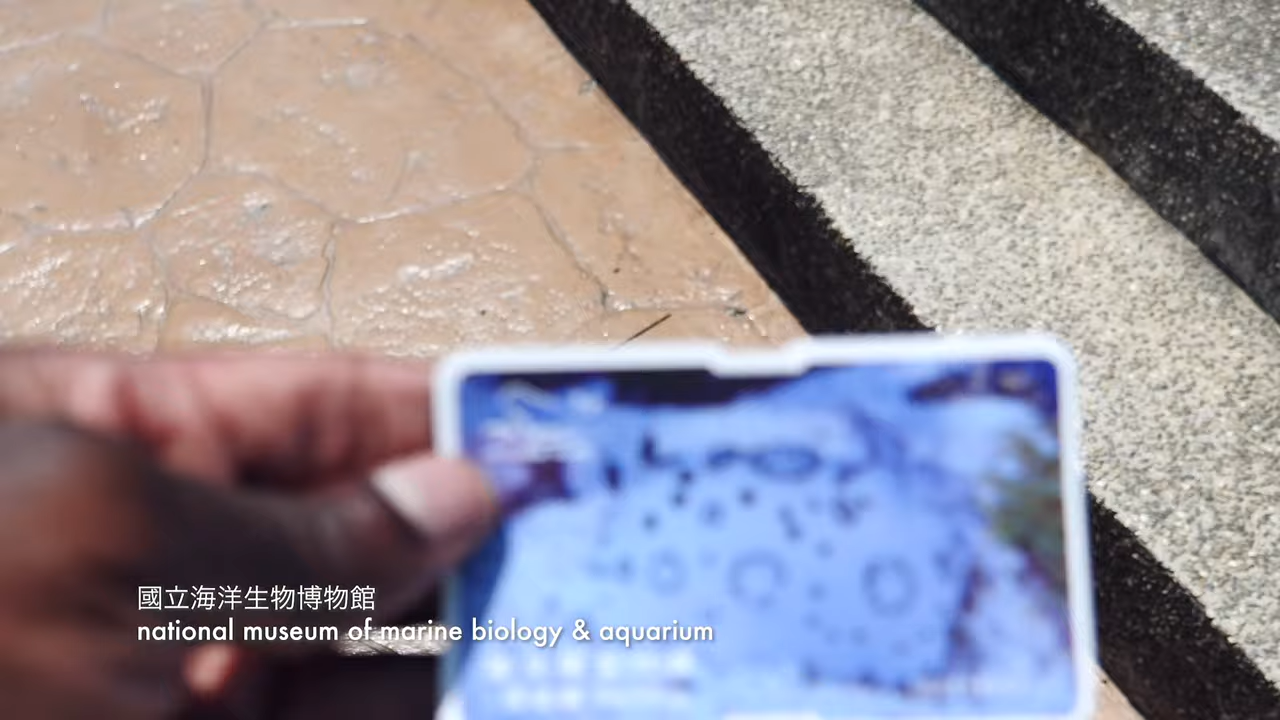 國立海洋生物博物館
national museum of marine biology & aquarium